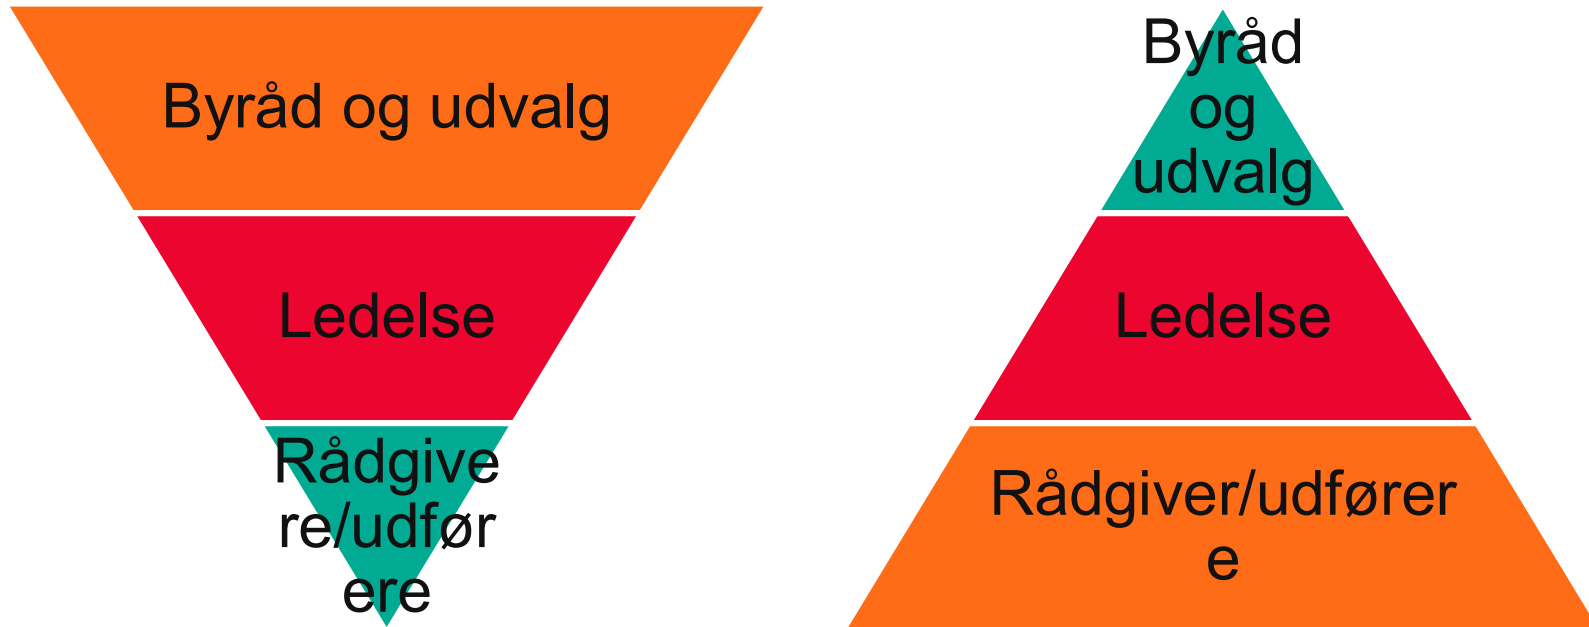 Byråd og udvalg
Ledelse
Rådgive
re/udfør
ere
Byråd
og
udvalg
Ledelse
Rådgiver/udfører
e